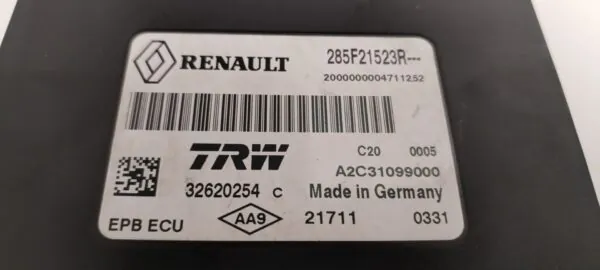 RENAULT 285F21523R---
2000000004711252
TRW C20 0005
A2C31099000
32620254 C Made in Germany
EPB ECU AA9 21711 0331